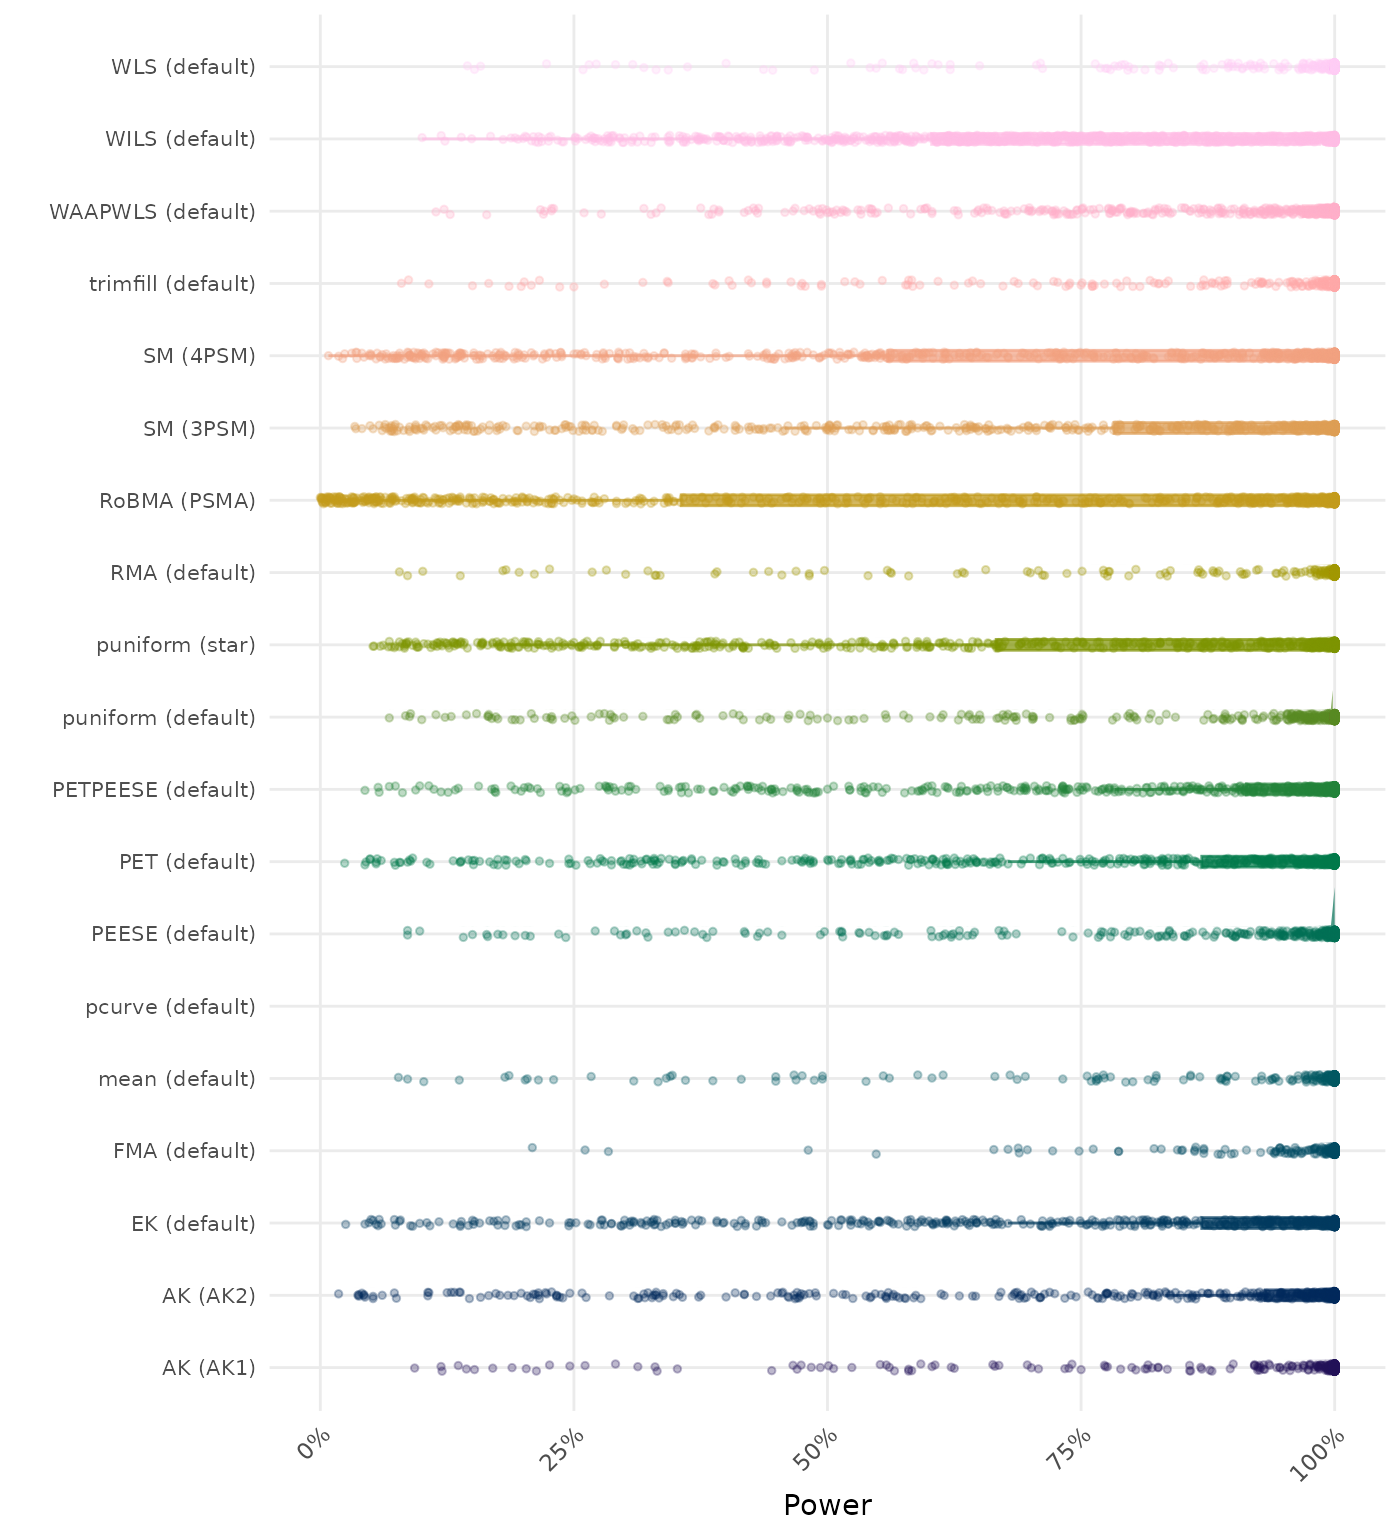 WLS (default)
WILS (default)
WAAPWLS (default)
trimfill (default)
SM (4PSM)
SM (3PSM)
RoBMA (PSMA)
RMA (default)
puniform (star)
puniform (default)
PETPEESE (default)
PET (default)
PEESE (default)
pcurve (default)
mean (default)
FMA (default)
EK (default)
AK (AK2)
AK (AK1)
0%
25%
50%
75%
100%
Power